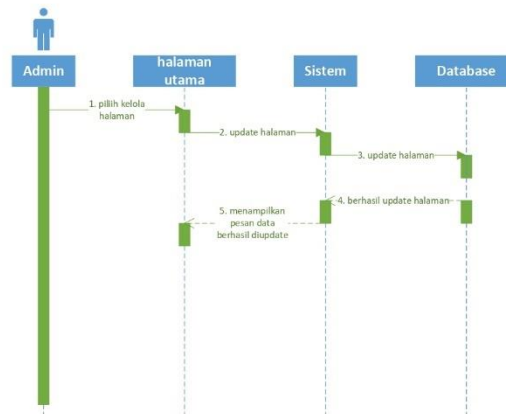 Admin
halaman
utama
Sistem
Database
1. pilih kelola
halaman
2. update halaman
3. update halaman
4. berhasil update halaman
5. menampilkan
pesan data
berhasil diupdate